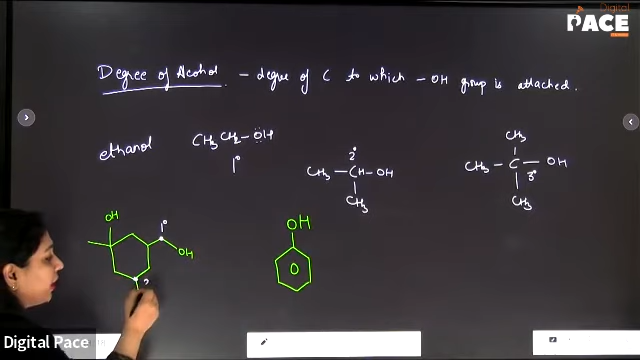 Digital
PACE
Degree of Alcohol - degree of C to which - OH group is attached.
ethanol CH3 CH2 - OH
1°
2°
CH3 - CH - OH
CH3
CH3
CH3 - C - OH
3°
CH3
OH
1°
OH
OH
Digital Pace